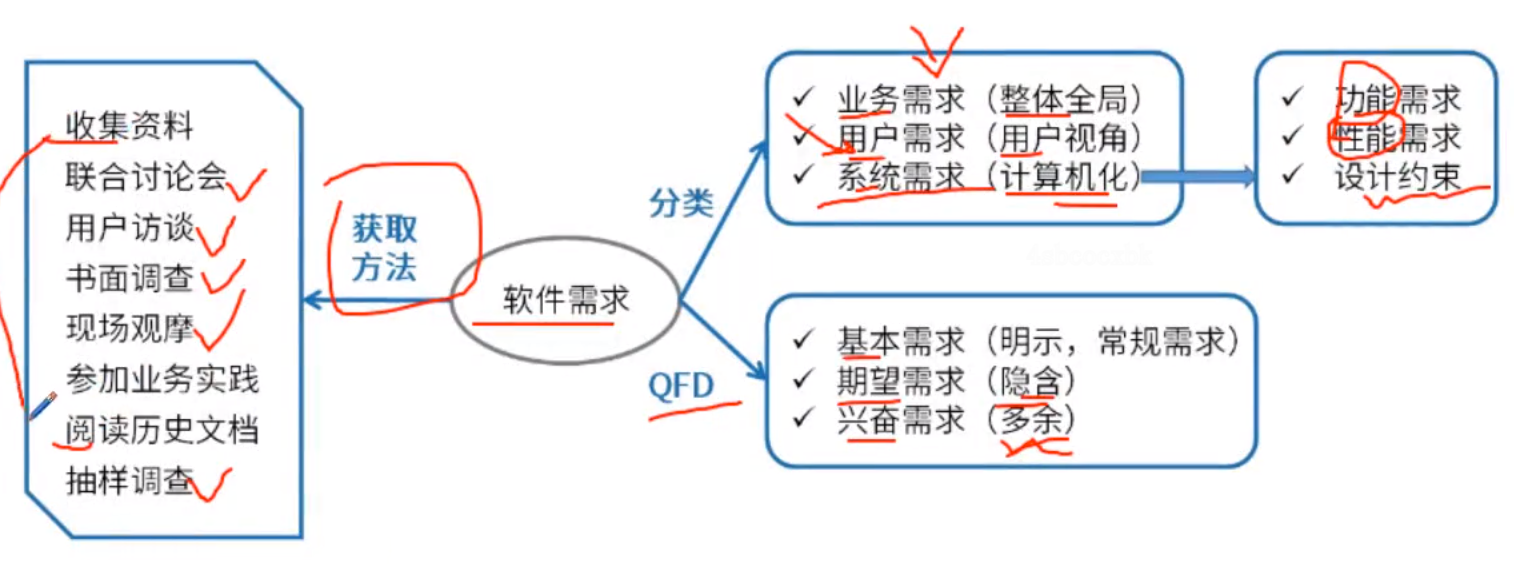 收集资料
联合讨论会
用户访谈
书面调查
现场观摩
参加业务实践
阅读历史文档
抽样调查
获取
方法
软件需求
分类
QFD
✓ 业务需求（整体全局）
✓ 用户需求（用户视角）
✓ 系统需求（计算机化）
✓ 功能需求
✓ 性能需求
✓ 设计约束
✓ 基本需求（明示，常规需求）
✓ 期望需求（隐含）
✓ 兴奋需求（多余）